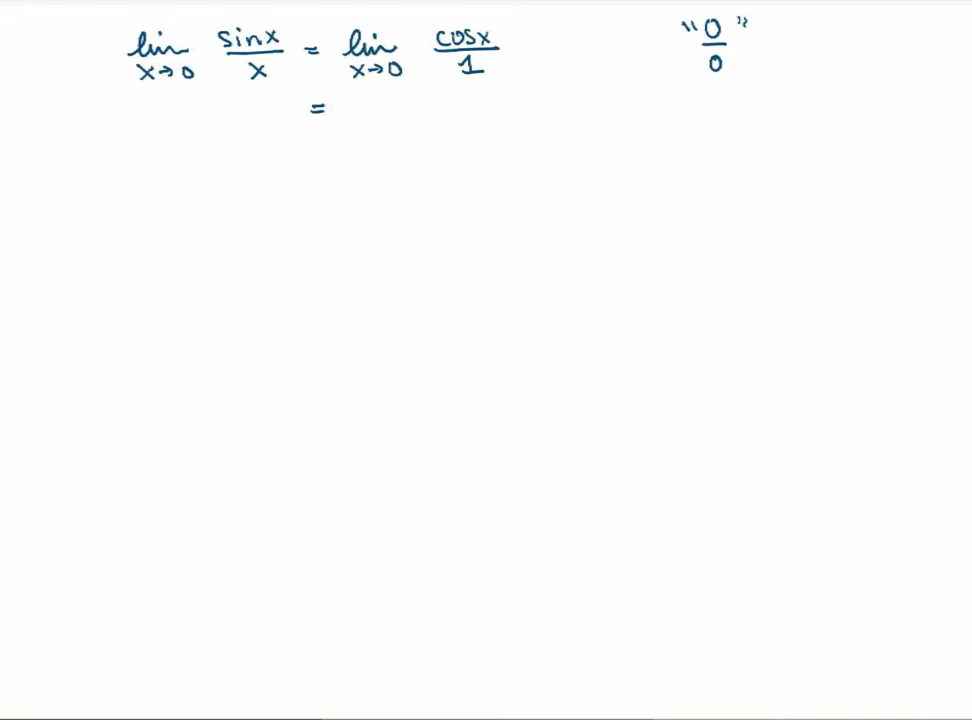 lim x→0 sinx/x = lim x→0 cosx/1 "0/0"
=